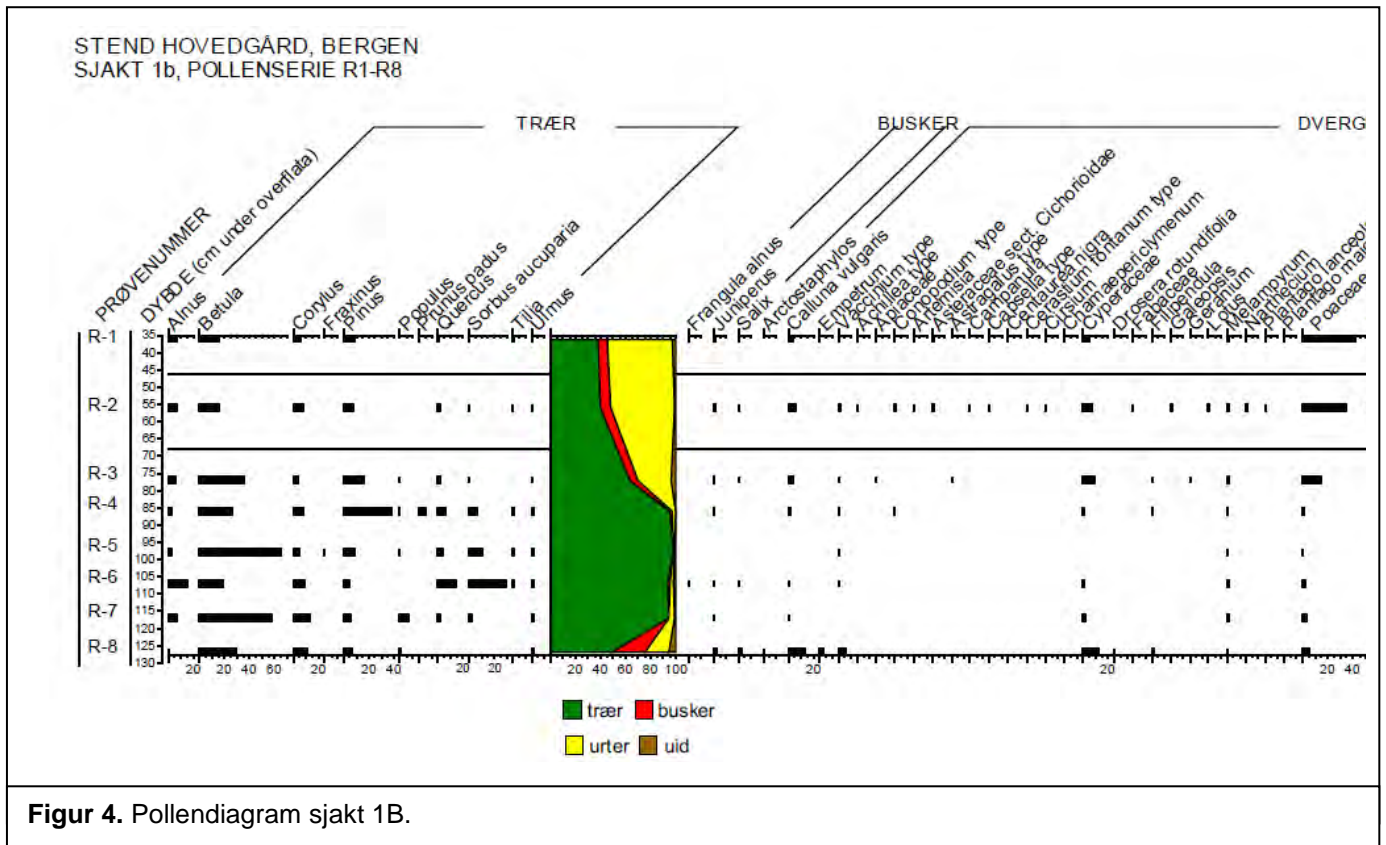 STEND HOVEDGÅRD, BERGEN
SJAKT 1b, POLLENSERIE R1-R8
TRÆR
BUSKER
DVERG
PRØVENUMMER
DYBDE (cm under overflata)
Alnus
Betula
Corylus
Fraxinus
Pinus
Populus
Prunus padus
Quercus
Sorbus aucuparia
Tilia
Ulmus
Frangula alnus
Juniperus
Salix
Arctostaphylos
Calluna vulgaris
Empetrum
Vaccinium type
Achillea type
Apiaceae
Artemisia
Asteraceae sect. Cichorioidae
Astragalus type
Campanula
Capsella type
Centaurea nigra
Cerastium fontanum type
Cirsium
Chamaepericlymenum
Cyperaceae
Drosera rotundifolia
Fabaceae
Filipendula
Galeopsis
Geranium
Lotus
Melampyrum
Narthecium
Plantago lanceol
Plantago maj
Poaceae
R-1
R-2
R-3
R-4
R-5
R-6
R-7
R-8
35
40
45
50
55
60
65
70
75
80
85
90
95
100
105
110
115
120
125
130
20 40 60 20 20 40 20 20 20 40 60 80 100 20 20 20 40
trær busker
urter uid
Figur 4. Pollendiagram sjakt 1B.